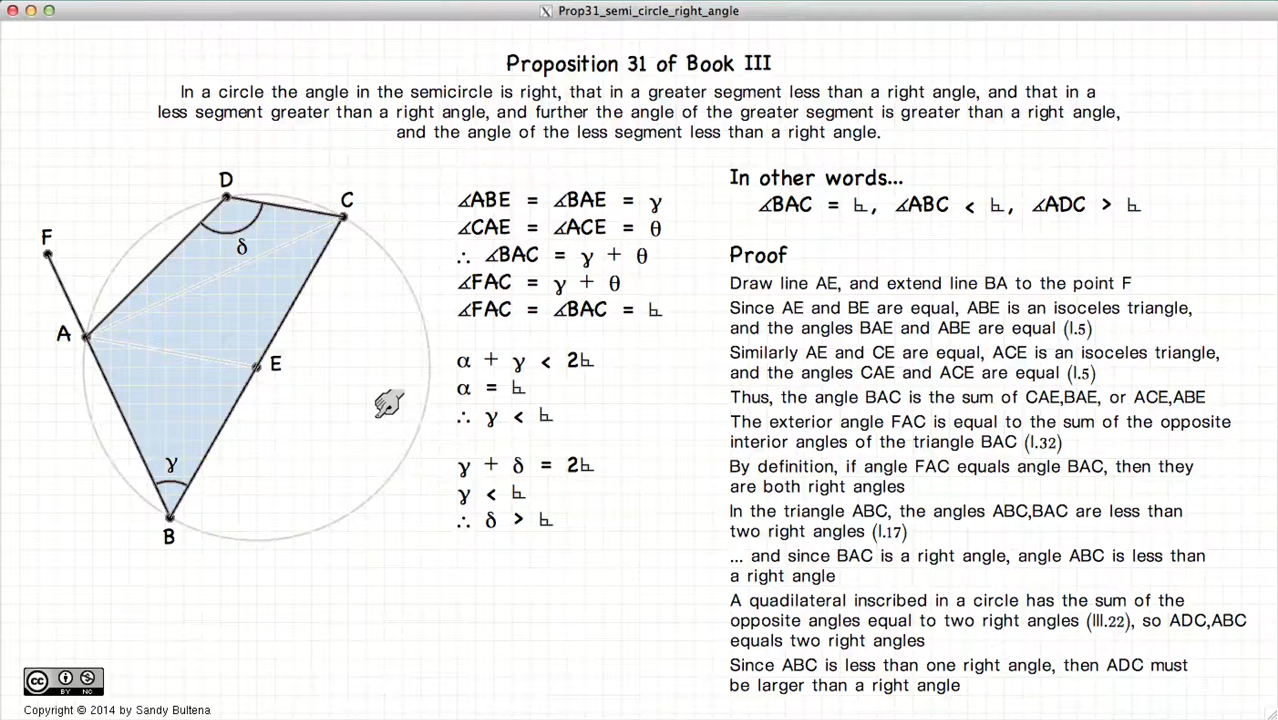 Prop31_semi_circle_right_angle
Proposition 31 of Book III
In a circle the angle in the semicircle is right, that in a greater segment less than a right angle, and that in a
less segment greater than a right angle, and further the angle of the greater segment is greater than a right angle,
and the angle of the less segment less than a right angle.
D
C
F
δ
A
E
γ
B
∡ABE = ∡BAE = γ
∡CAE = ∡ACE = θ
∴ ∡BAC = γ + θ
∡FAC = γ + θ
∡FAC = ∡BAC = ⊾
α + γ < 2⊾
α = ⊾
∴ γ < ⊾
γ + δ = 2⊾
γ < ⊾
∴ δ > ⊾
In other words...
∡BAC = ⊾, ∡ABC < ⊾, ∡ADC > ⊾
Proof
Draw line AE, and extend line BA to the point F
Since AE and BE are equal, ABE is an isoceles triangle,
and the angles BAE and ABE are equal (I.5)
Similarly AE and CE are equal, ACE is an isoceles triangle,
and the angles CAE and ACE are equal (I.5)
Thus, the angle BAC is the sum of CAE,BAE, or ACE,ABE
The exterior angle FAC is equal to the sum of the opposite
interior angles of the triangle BAC (I.32)
By definition, if angle FAC equals angle BAC, then they
are both right angles
In the triangle ABC, the angles ABC,BAC are less than
two right angles (I.17)
... and since BAC is a right angle, angle ABC is less than
a right angle
A quadilateral inscribed in a circle has the sum of the
opposite angles equal to two right angles (III.22), so ADC,ABC
equals two right angles
Since ABC is less than one right angle, then ADC must
be larger than a right angle
cc
BY NC
Copyright © 2014 by Sandy Bultena